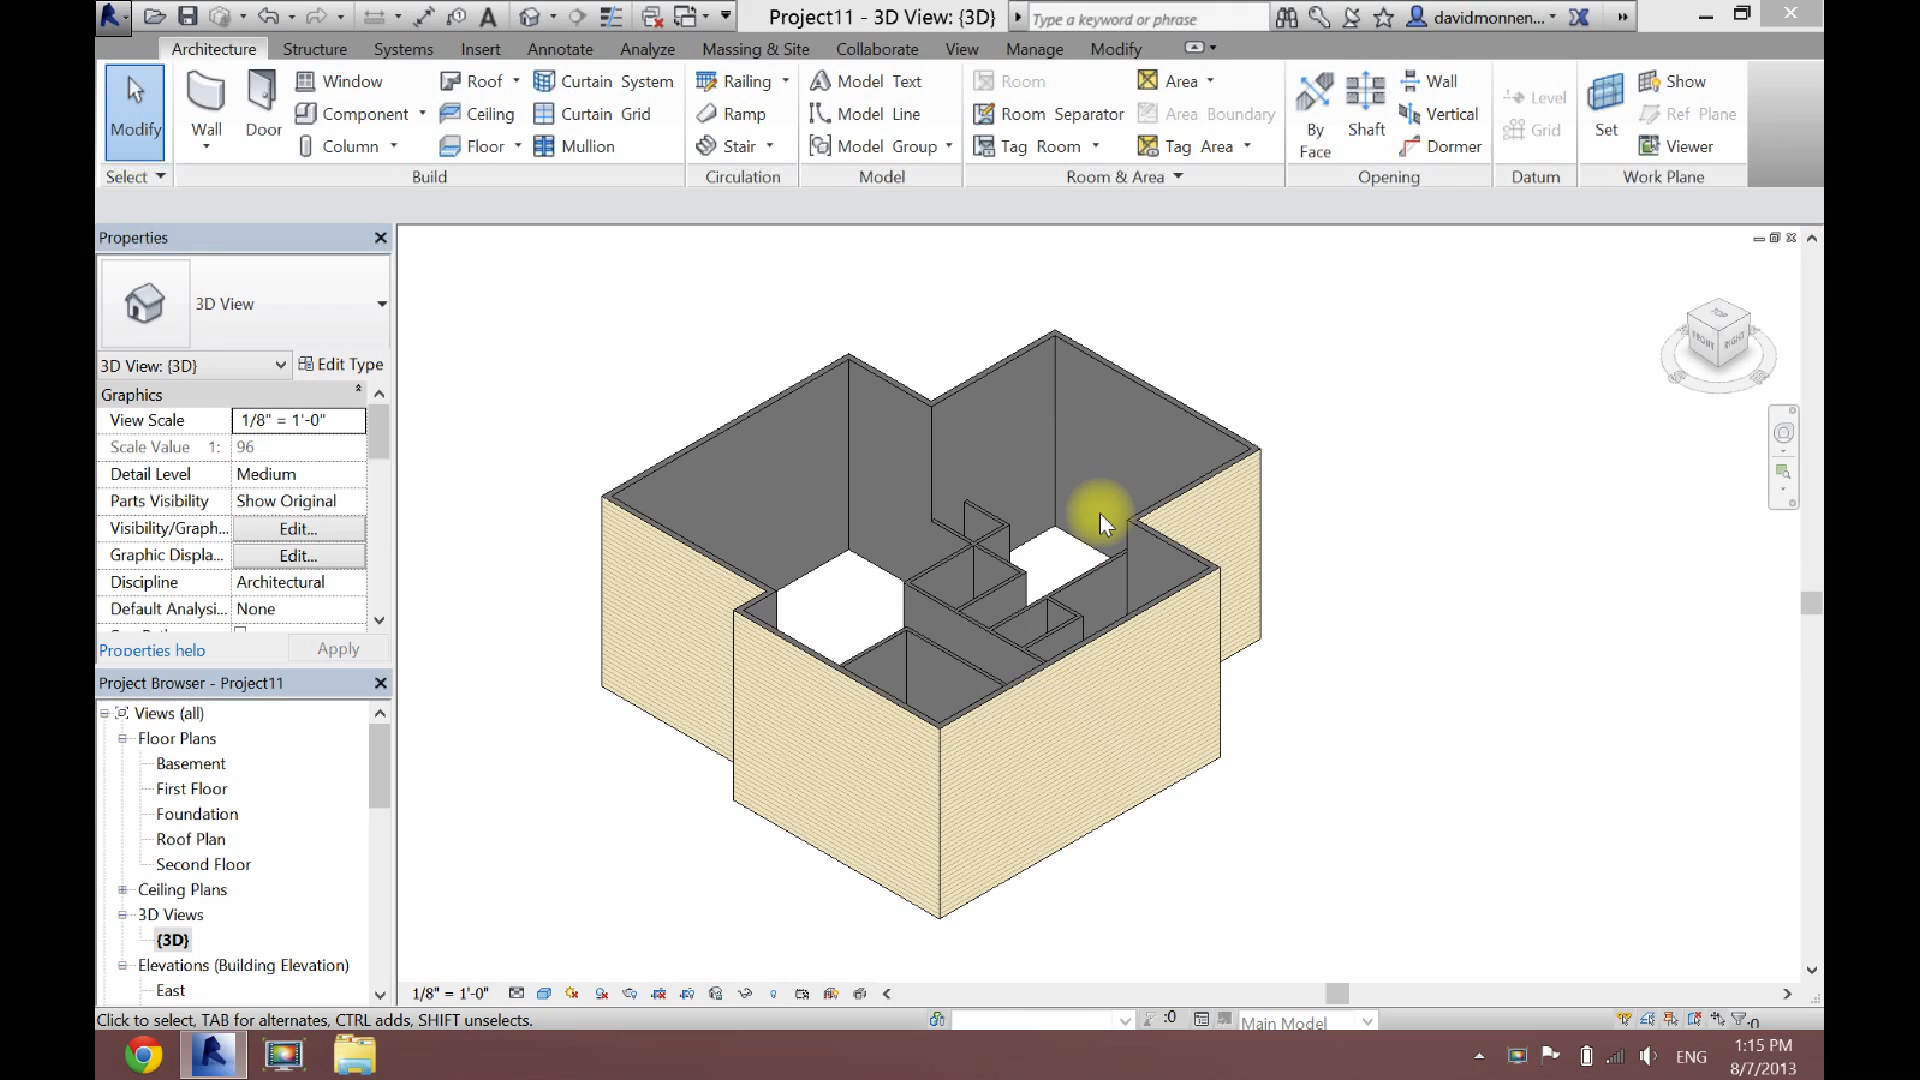 Project11 - 3D View: {3D}
Type a keyword or phrase
davidmonnen...
Architecture Structure Systems Insert Annotate Analyze Massing & Site Collaborate View Manage Modify
Modify
Wall
Door
Window
Component
Column
Roof
Ceiling
Floor
Curtain System
Curtain Grid
Mullion
Railing
Ramp
Stair
Model Text
Model Line
Model Group
Room
Room Separator
Tag Room
Area
Area Boundary
Tag Area
By
Face
Shaft
Wall
Vertical
Dormer
Level
Grid
Set
Show
Ref Plane
Viewer
Select Build Circulation Model Room & Area Opening Datum Work Plane
Properties
3D View
3D View: {3D} Edit Type
Graphics
View Scale 1/8" = 1'-0"
Scale Value 1: 96
Detail Level Medium
Parts Visibility Show Original
Visibility/Graph... Edit...
Graphic Displa... Edit...
Discipline Architectural
Default Analysi... None
Properties help Apply
Project Browser - Project11
Views (all)
Floor Plans
Basement
First Floor
Foundation
Roof Plan
Second Floor
Ceiling Plans
3D Views
{3D}
Elevations (Building Elevation)
East
TOP
FRONT
RIGHT
1/8" = 1'-0"
Click to select, TAB for alternates, CTRL adds, SHIFT unselects.
:0
Main Model
:0
ENG
1:15 PM
8/7/2013